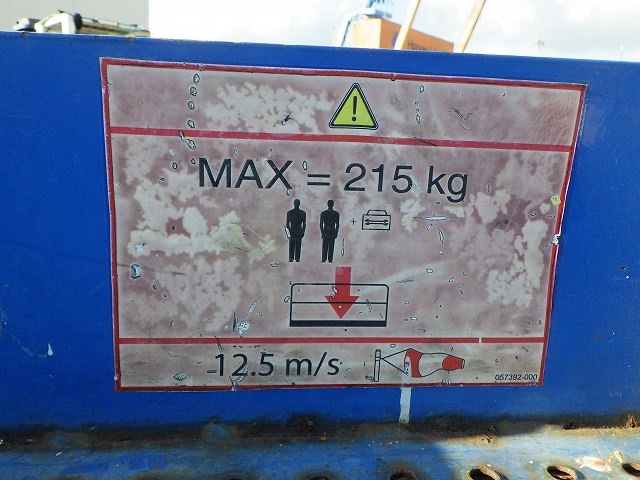 !
MAX = 215 kg
+
12.5 m/s
057392-000